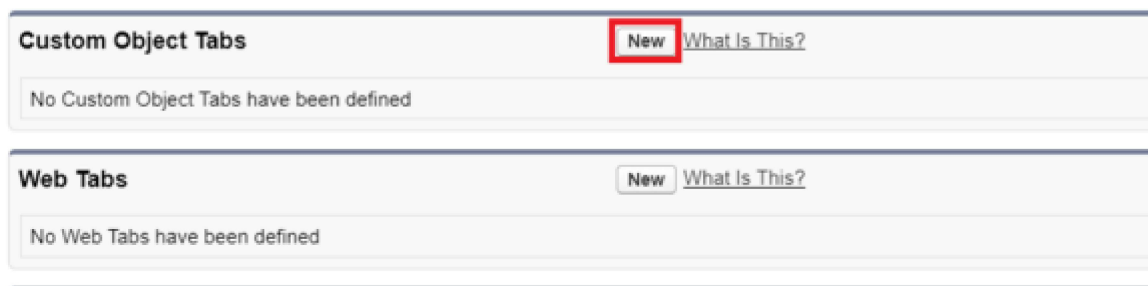 Custom Object Tabs New What Is This?
No Custom Object Tabs have been defined
Web Tabs New What Is This?
No Web Tabs have been defined